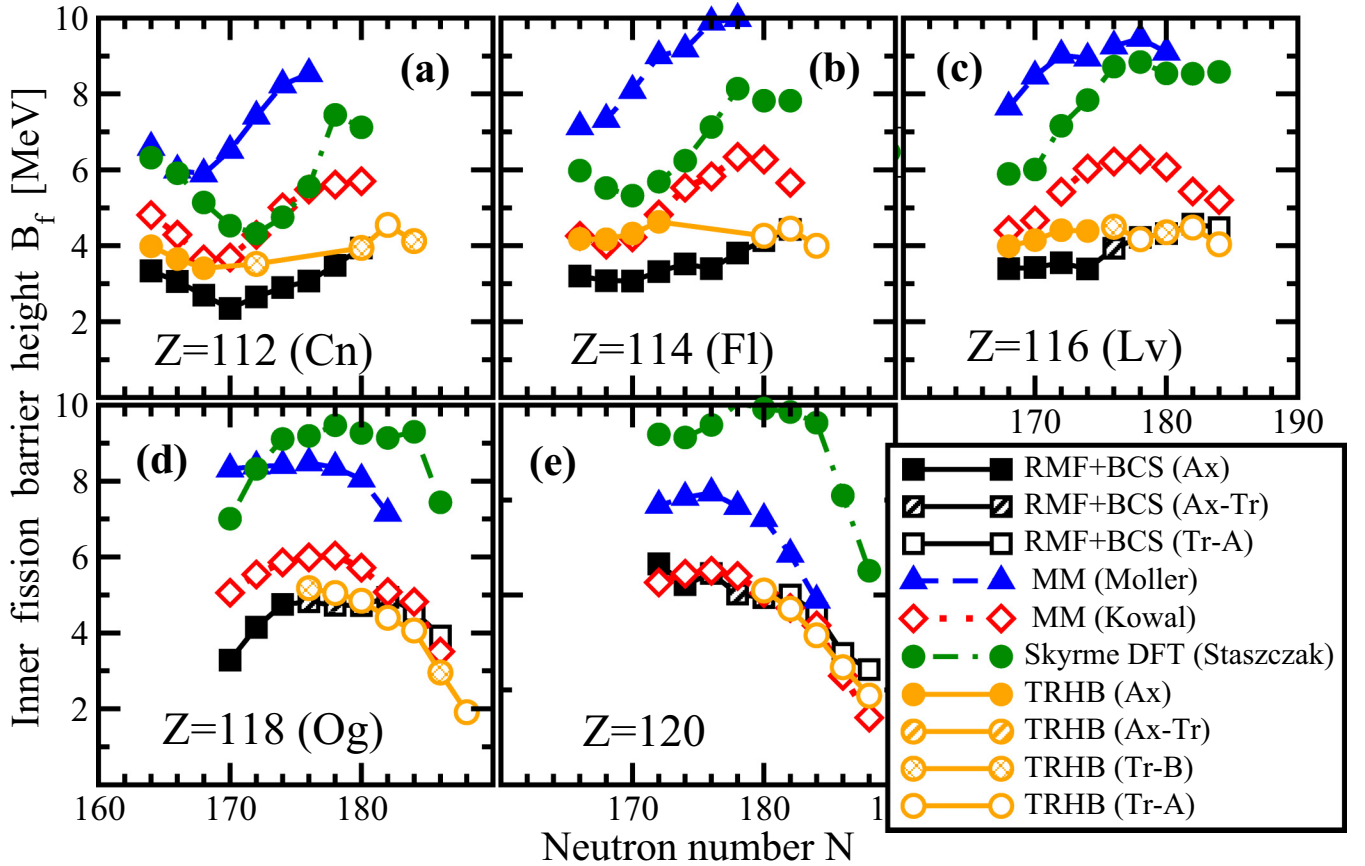 Inner fission barrier height B_f [MeV]
10
8
6
4
2
(a)
Z=112 (Cn)
(b)
Z=114 (Fl)
(c)
Z=116 (Lv)
170
180
190
10
8
6
4
2
(d)
Z=118 (Og)
160
170
180
(e)
Z=120
170
180
1
Neutron number N
RMF+BCS (Ax)
RMF+BCS (Ax-Tr)
RMF+BCS (Tr-A)
MM (Moller)
MM (Kowal)
Skyrme DFT (Staszczak)
TRHB (Ax)
TRHB (Ax-Tr)
TRHB (Tr-B)
TRHB (Tr-A)